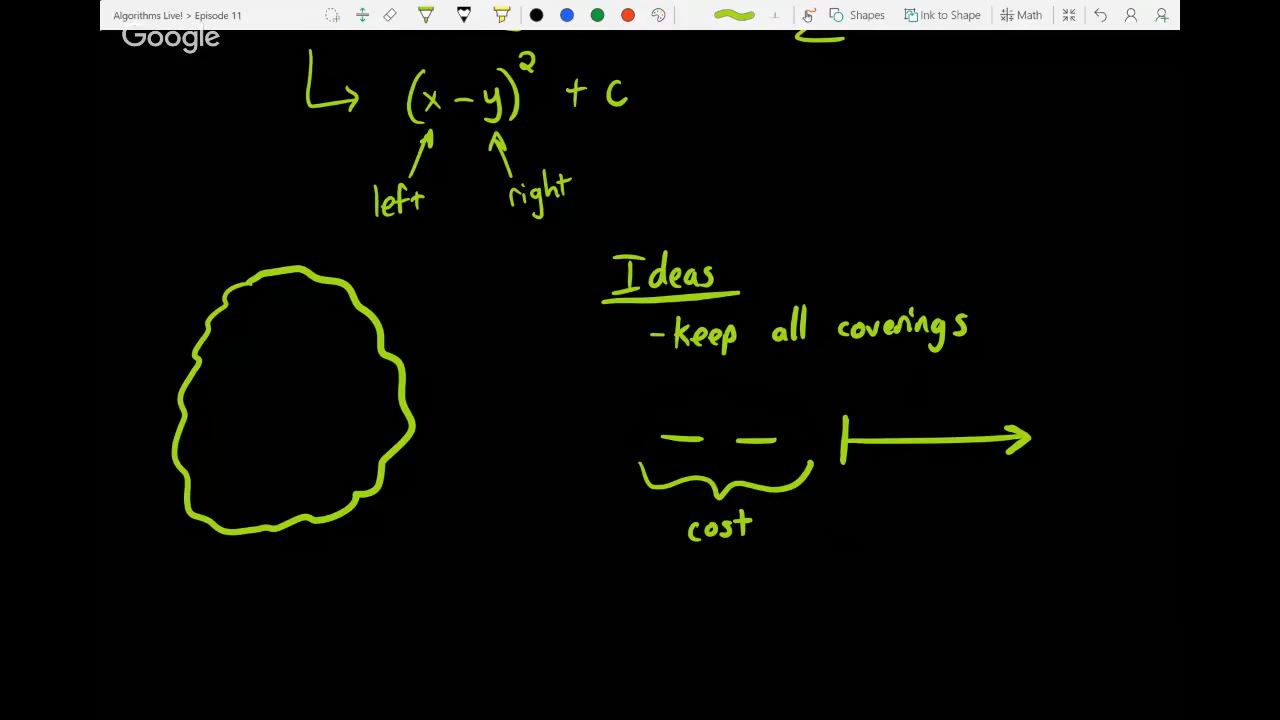 Algorithms Live! > Episode 11
Shapes
Ink to Shape
Math
Google
(x - y)² + c
left
right
Ideas
- keep all coverings
cost